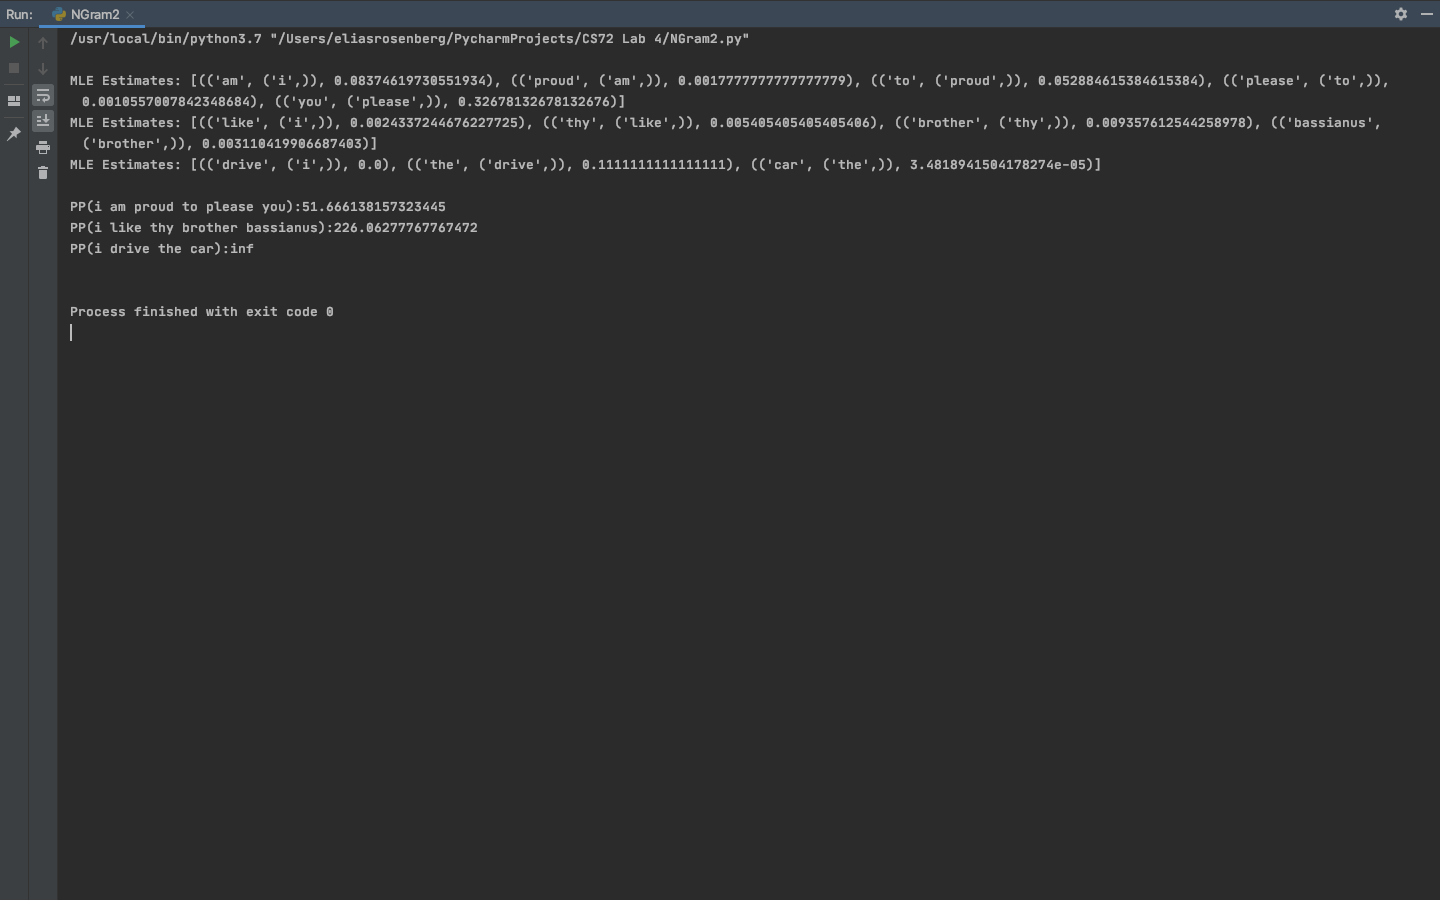 Run: NGram2
/usr/local/bin/python3.7 "/Users/eliasrosenberg/PycharmProjects/CS72 Lab 4/NGram2.py"
MLE Estimates: [(('am', ('i',)), 0.08374619730551934), (('proud', ('am',)), 0.0017777777777777779), (('to', ('proud',)), 0.052884615384615384), (('please', ('to',)),
0.0010557007842348684), (('you', ('please',)), 0.32678132678132676)]
MLE Estimates: [(('like', ('i',)), 0.0024337244676227725), (('thy', ('like',)), 0.005405405405405406), (('brother', ('thy',)), 0.009357612544258978), (('bassianus',
('brother',)), 0.003110419906687403)]
MLE Estimates: [(('drive', ('i',)), 0.0), (('the', ('drive',)), 0.1111111111111111), (('car', ('the',)), 3.4818941504178274e-05)]
PP(i am proud to please you):51.666138157323445
PP(i like thy brother bassianus):226.06277767767472
PP(i drive the car):inf
Process finished with exit code 0